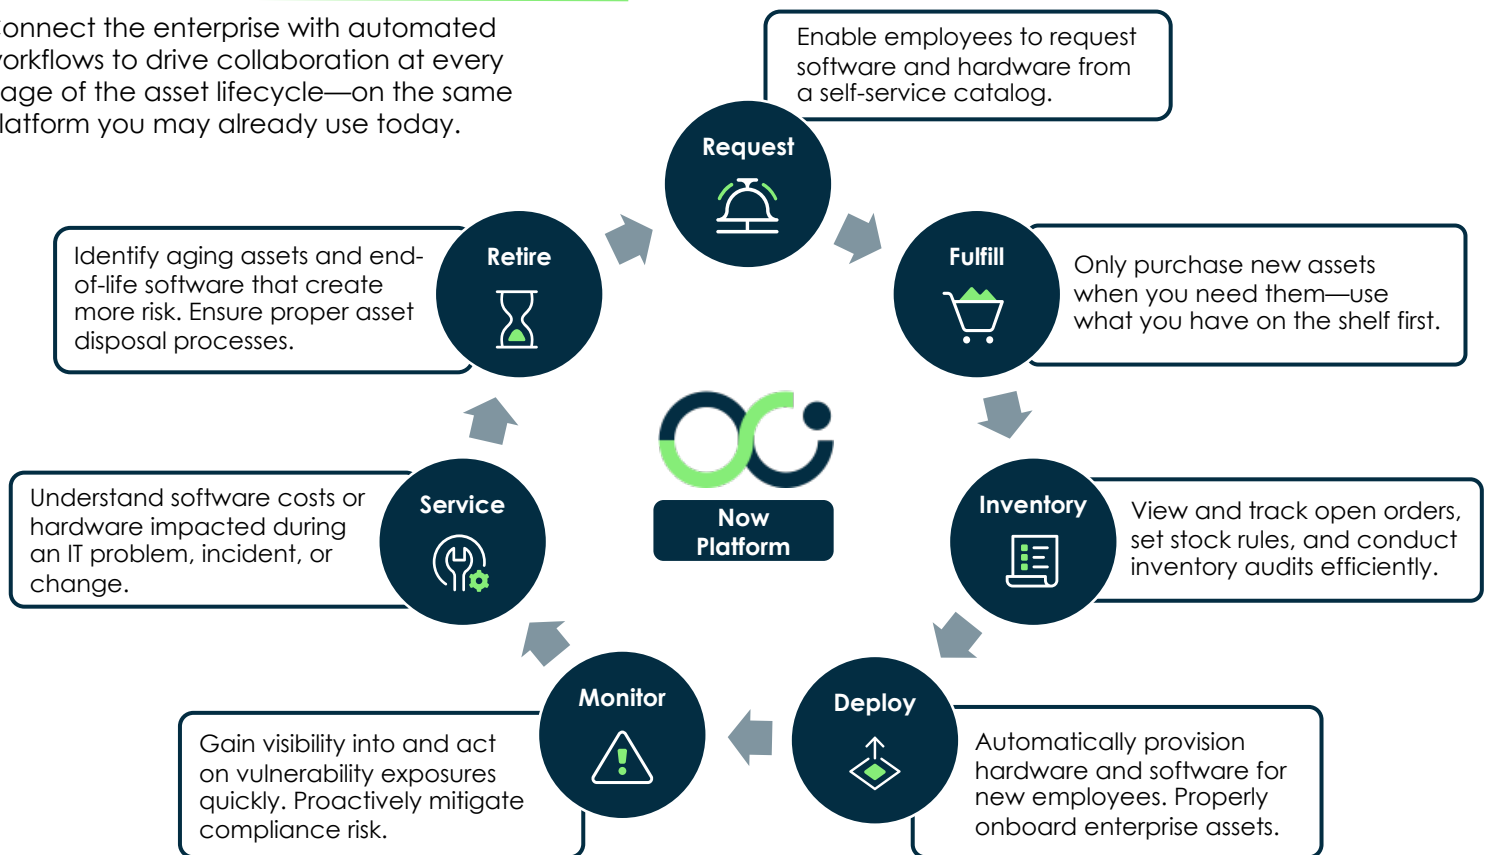 onnect the enterprise with automated
orkflows to drive collaboration at every
age of the asset lifecycle—on the same
latform you may already use today.
Enable employees to request
software and hardware from
a self-service catalog.
Request
Retire
Identify aging assets and end-
of-life software that create
more risk. Ensure proper asset
disposal processes.
Fulfill
Only purchase new assets
when you need them—use
what you have on the shelf first.
Service
Understand software costs or
hardware impacted during
an IT problem, incident, or
change.
Now
Platform
Inventory
View and track open orders,
set stock rules, and conduct
inventory audits efficiently.
Monitor
Gain visibility into and act
on vulnerability exposures
quickly. Proactively mitigate
compliance risk.
Deploy
Automatically provision
hardware and software for
new employees. Properly
onboard enterprise assets.